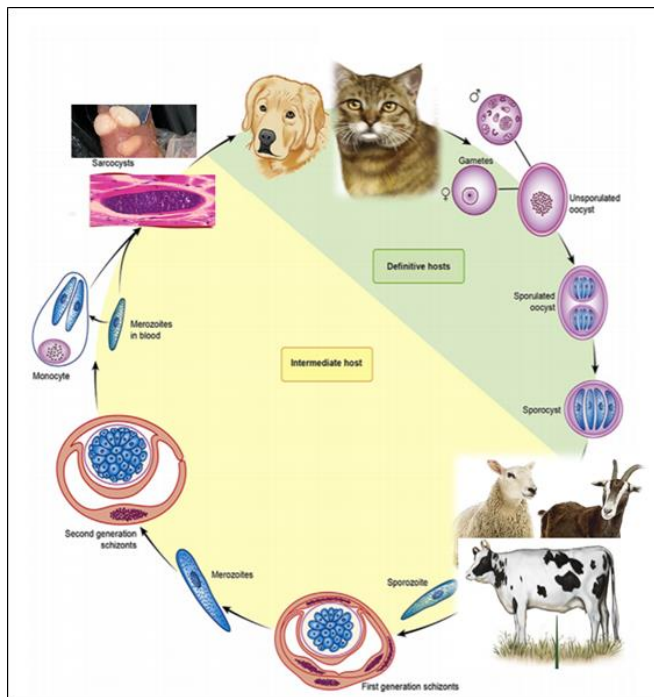 Sarcocysts
♂
Gametes
♀
Unsporulated
oocyst
Definitive hosts
Sporulated
oocyst
Merozoites
in blood
Monocyte
Intermediate host
Sporocyst
Second generation
schizonts
Merozoites
Sporozoite
First generation schizonts